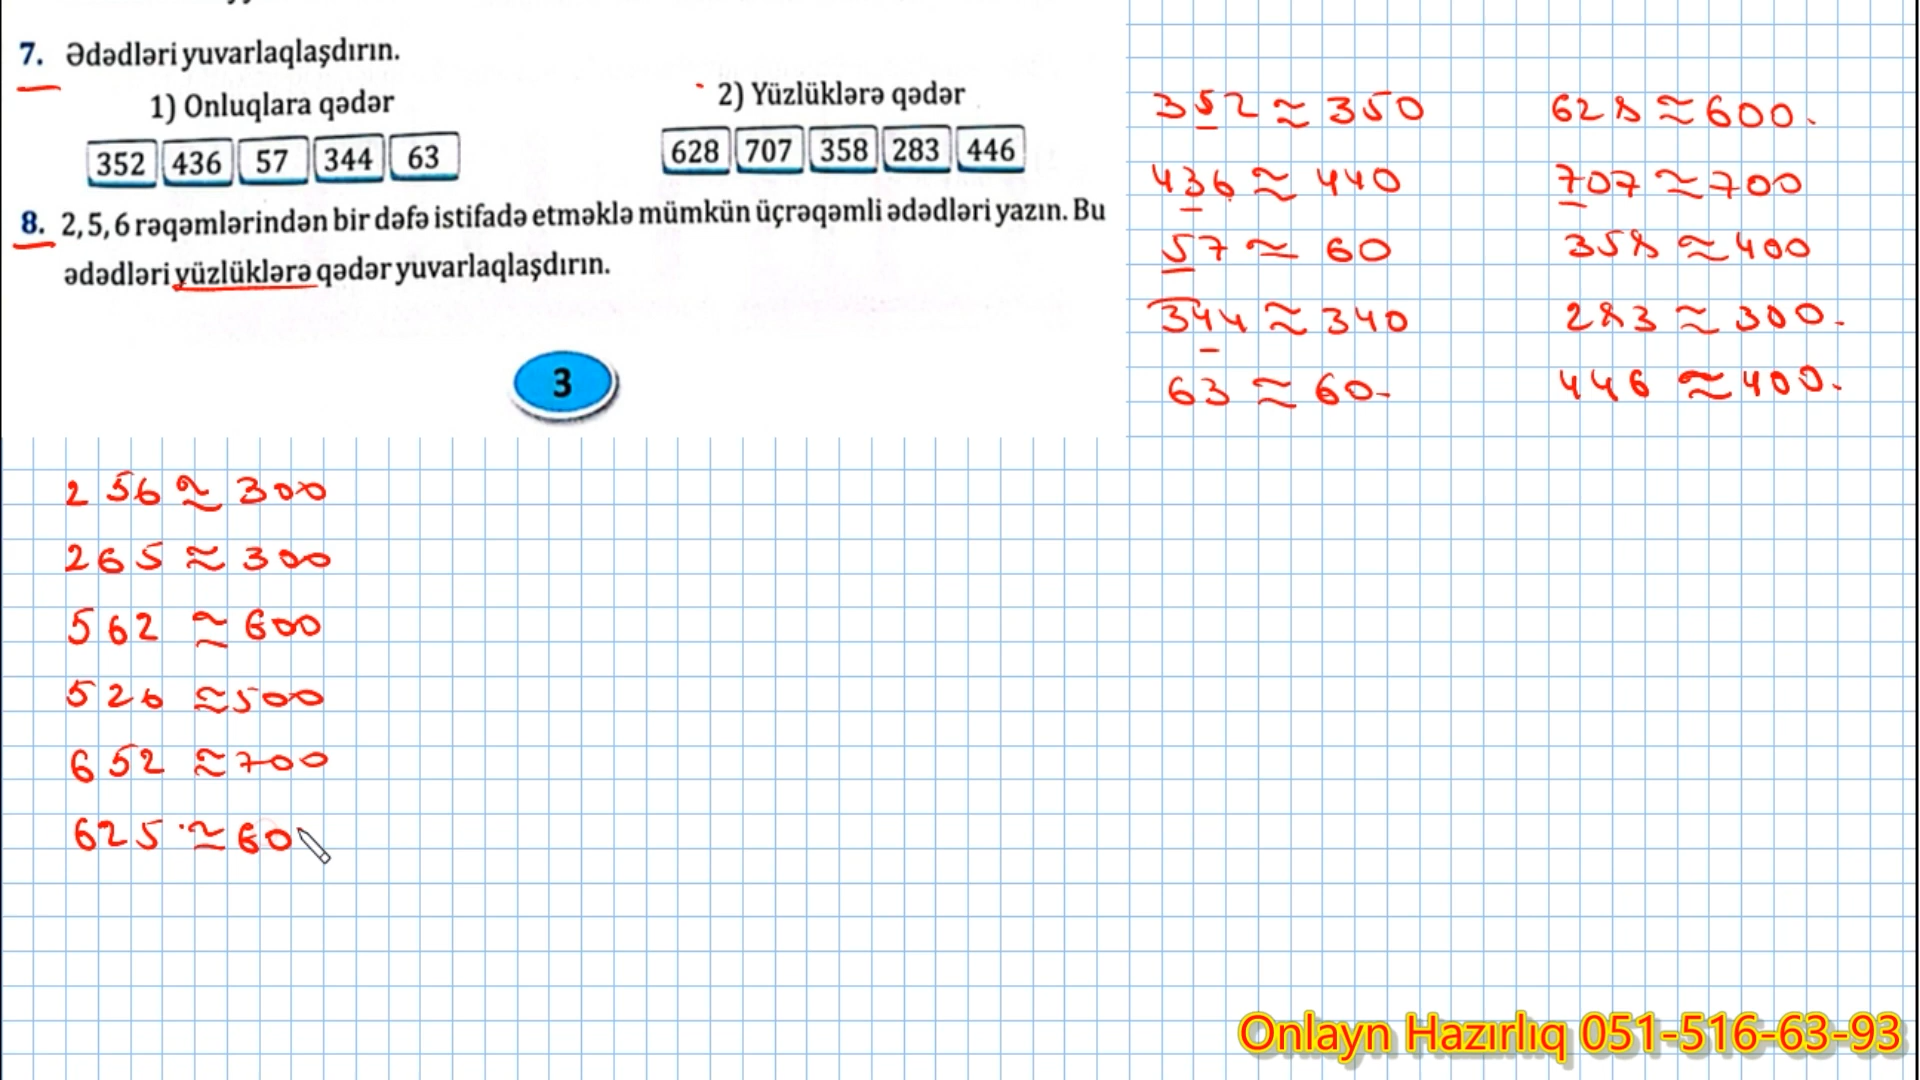 7. Ədədləri yuvarlaqlaşdırın.
1) Onluqlara qədər
352 436 57 344 63
2) Yüzlüklərə qədər
628 707 358 283 446
8. 2, 5, 6 rəqəmlərindən bir dəfə istifadə etməklə mümkün üçrəqəmli ədədləri yazın. Bu
ədədləri yüzlüklərə qədər yuvarlaqlaşdırın.
3
352 ≈ 350
436 ≈ 440
57 ≈ 60
344 ≈ 340
63 ≈ 60
628 ≈ 600.
707 ≈ 700
358 ≈ 400
283 ≈ 300.
446 ≈ 400.
256 ≈ 300
265 ≈ 300
562 ≈ 600
526 ≈ 500
652 ≈ 700
625 ≈ 60
Onlayn Hazırlıq 051-516-63-93